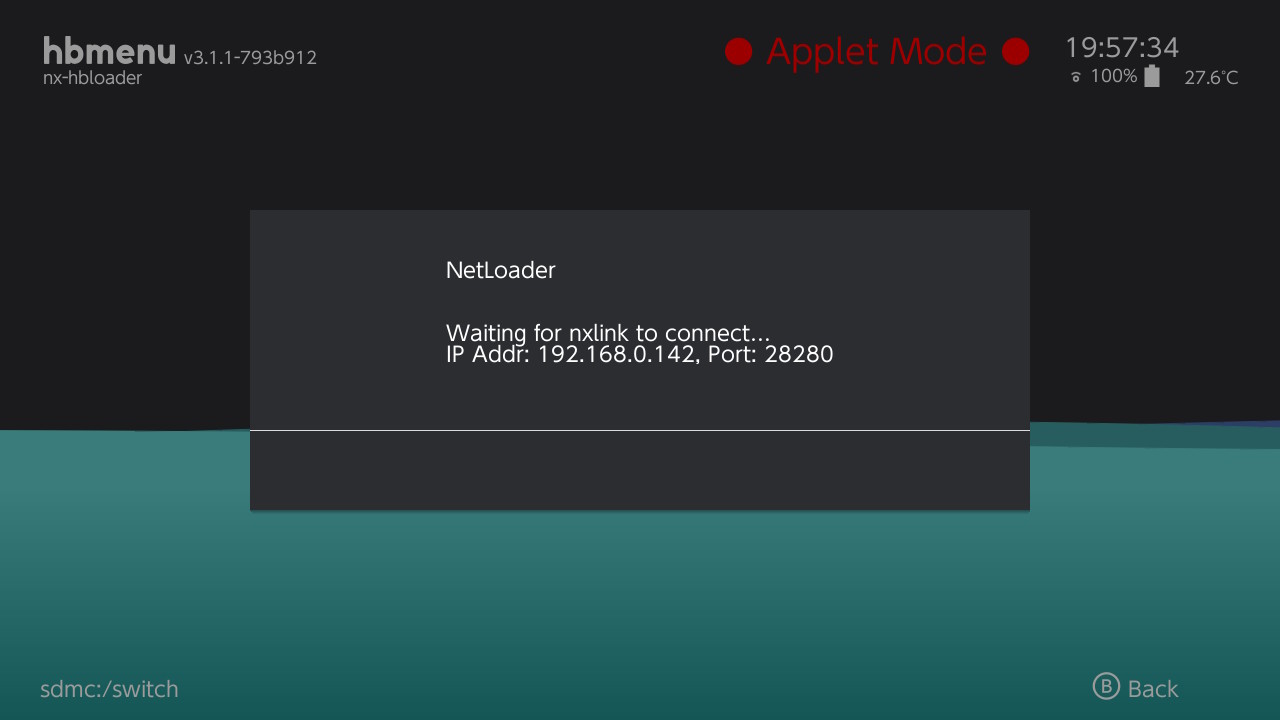 hbmenu v3.1.1-793b912
nx-hbloader
Applet Mode
19:57:34
100%
27.6°C
NetLoader
Waiting for nxlink to connect...
IP Addr: 192.168.0.142, Port: 28280
sdmc:/switch
B Back